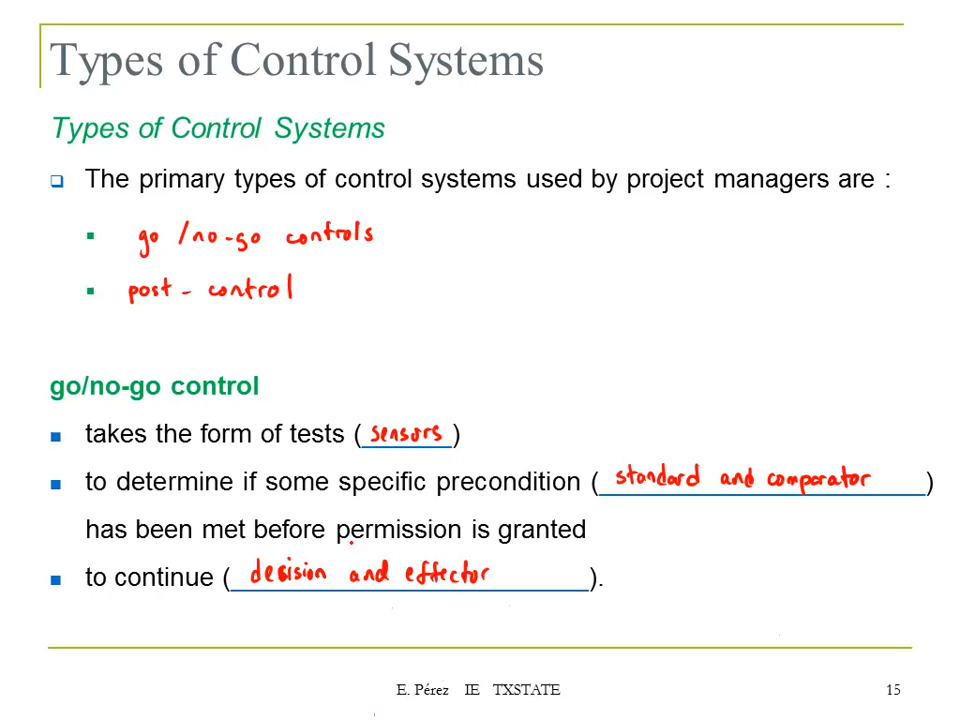 Types of Control Systems
Types of Control Systems
The primary types of control systems used by project managers are :
go /no-go controls
post - control
go/no-go control
takes the form of tests (sensors)
to determine if some specific precondition (standard and comparator)
has been met before permission is granted
to continue (decision and effector).
E. Pérez IE TXSTATE 15